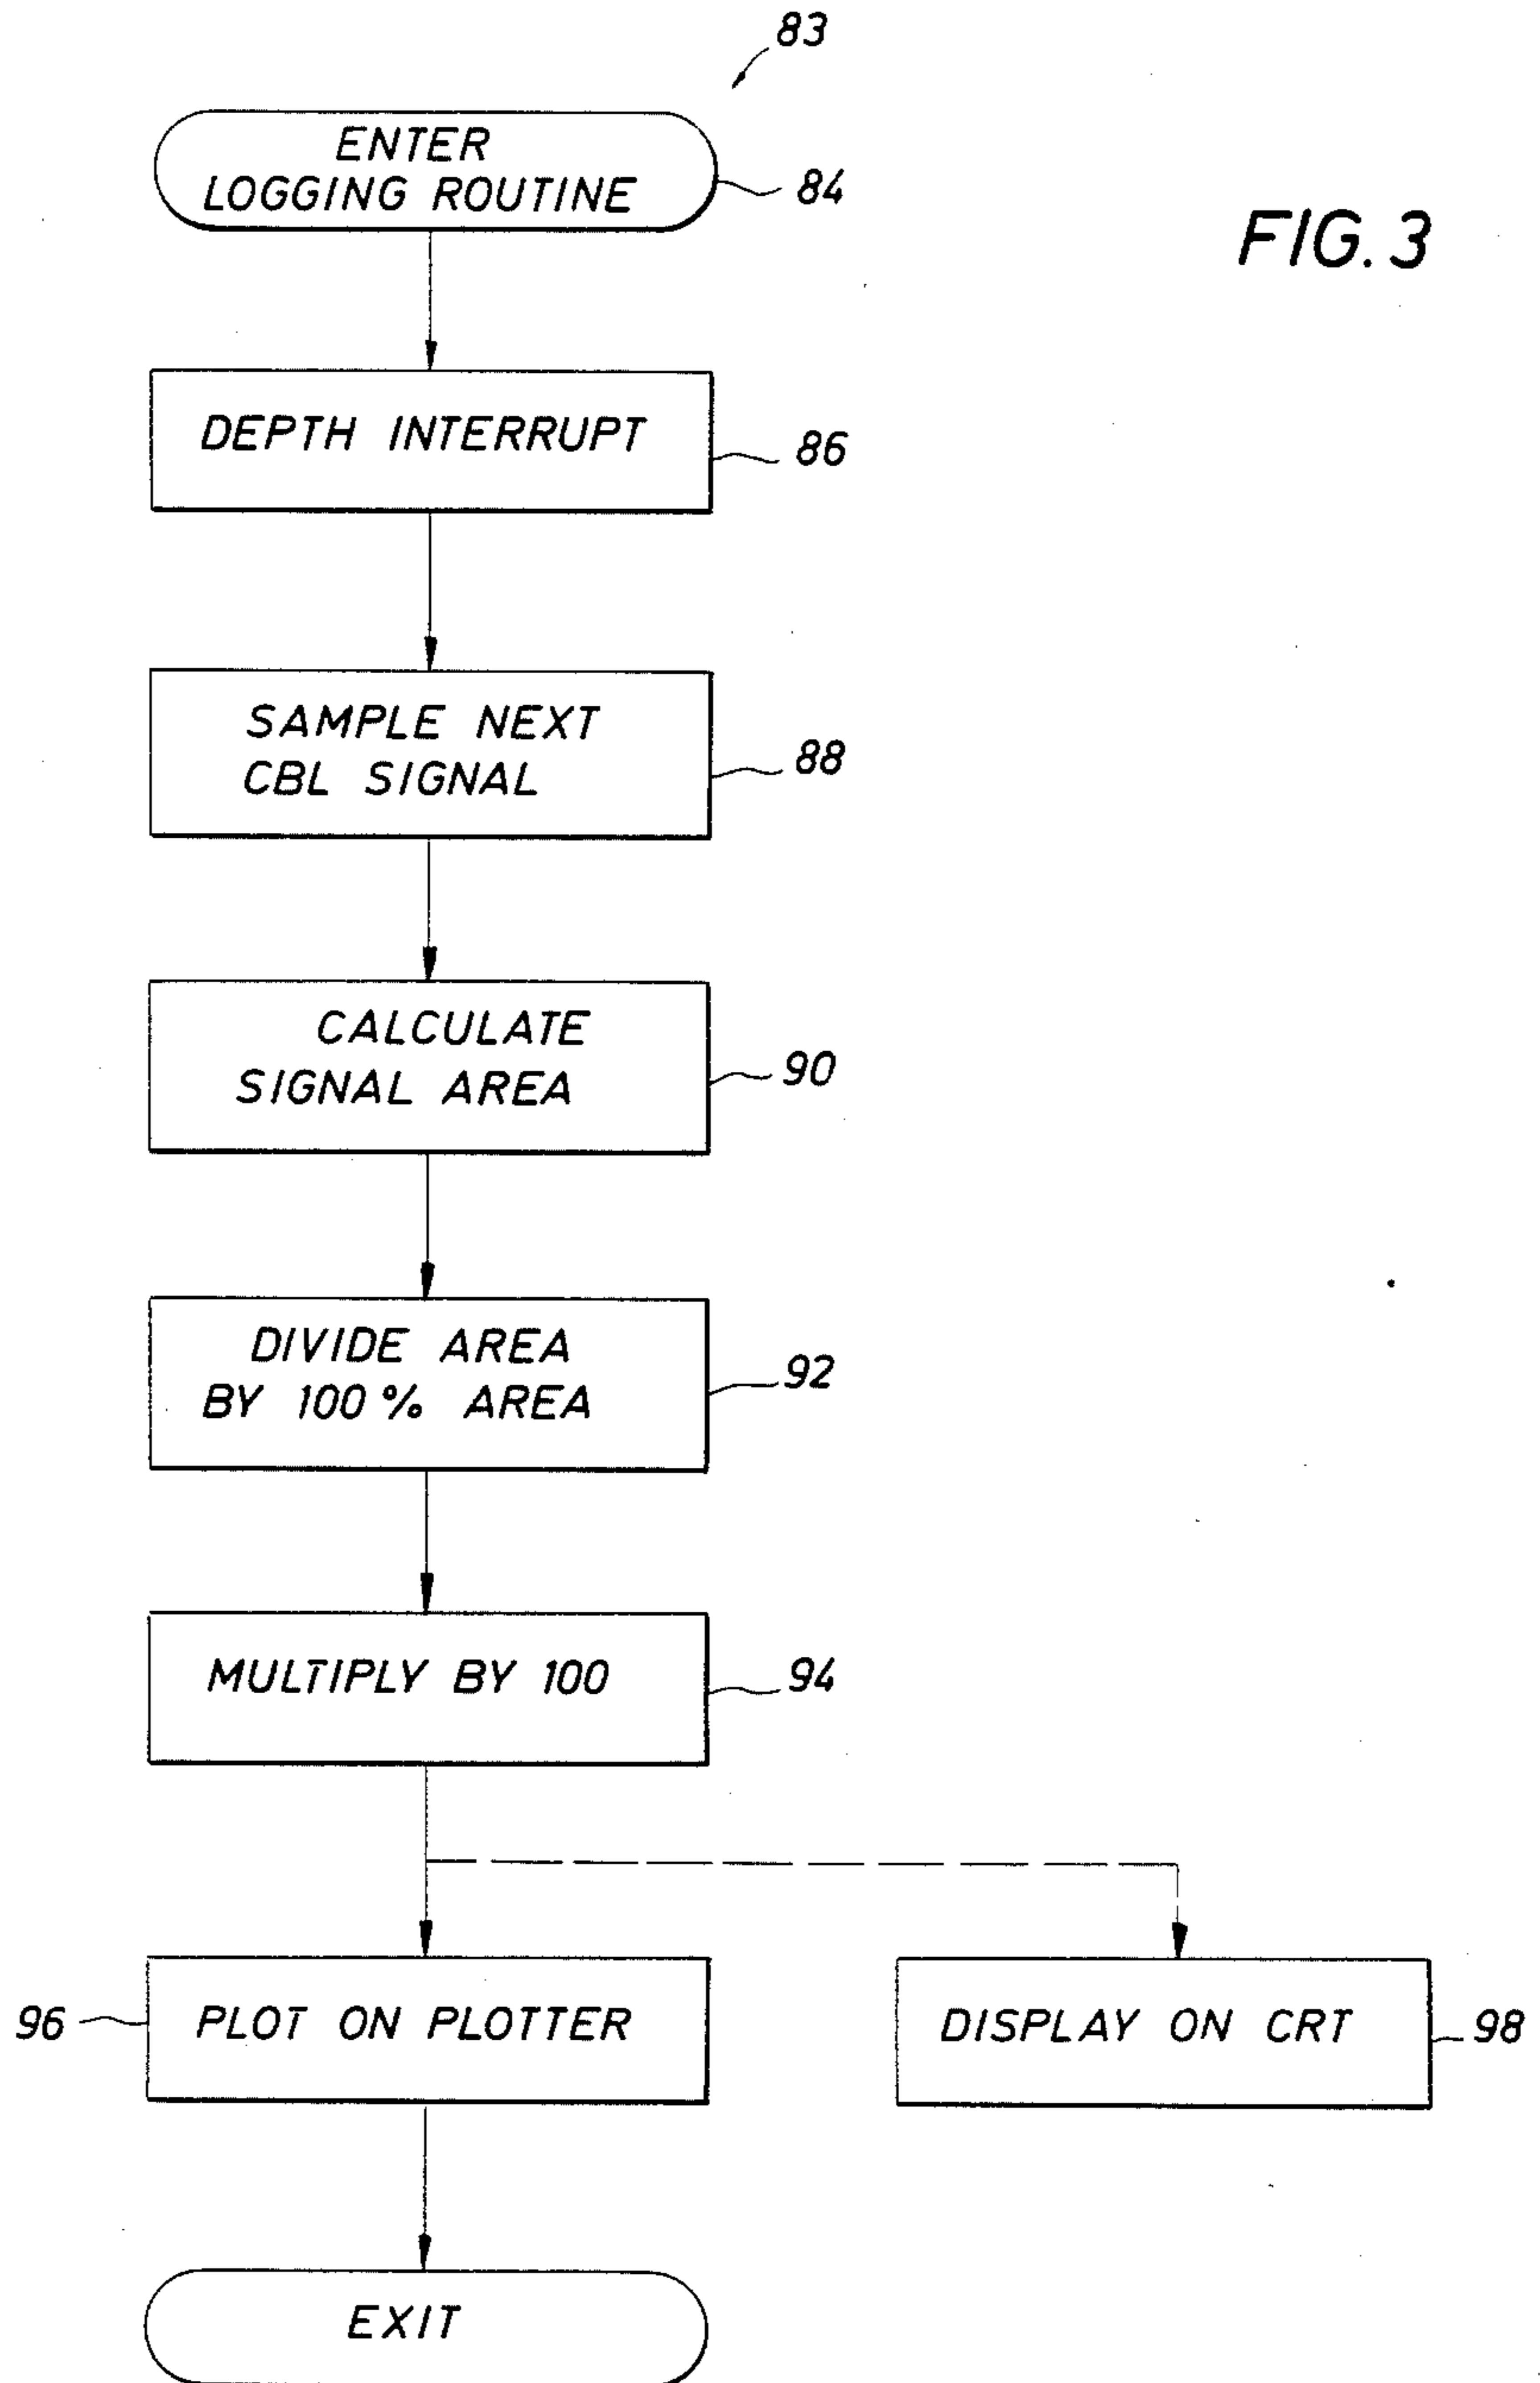 83
ENTER
LOGGING ROUTINE
84
FIG. 3
DEPTH INTERRUPT
86
SAMPLE NEXT
CBL SIGNAL
88
CALCULATE
SIGNAL AREA
90
DIVIDE AREA
BY 100% AREA
92
MULTIPLY BY 100
94
96
PLOT ON PLOTTER
DISPLAY ON CRT
98
EXIT